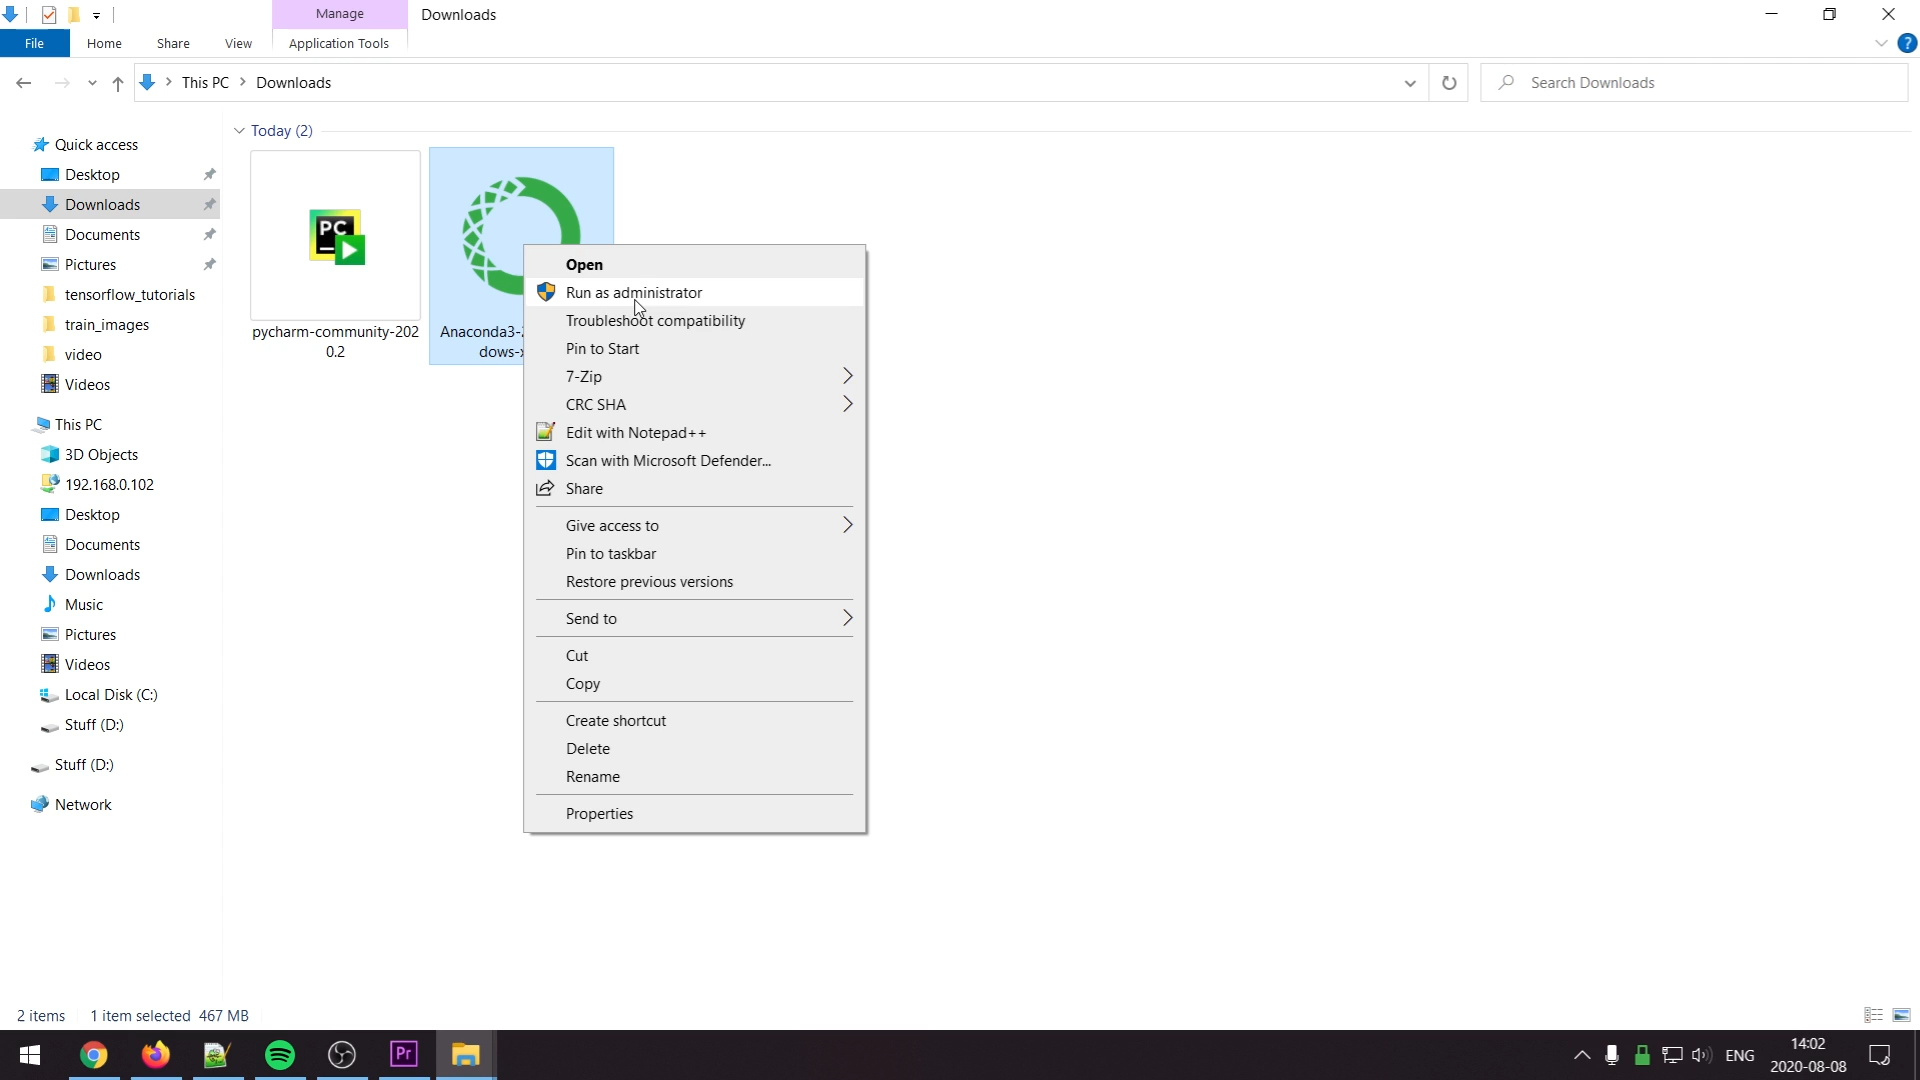 Manage
Downloads
File
Home
Share
View
Application Tools
This PC
Downloads
Search Downloads
Quick access
Desktop
Downloads
Documents
Pictures
tensorflow_tutorials
train_images
video
Videos
This PC
3D Objects
192.168.0.102
Desktop
Documents
Downloads
Music
Pictures
Videos
Local Disk (C:)
Stuff (D:)
Stuff (D:)
Network
Today (2)
PC
pycharm-community-202
0.2
Anaconda3-
dows-
Open
Run as administrator
Troubleshoot compatibility
Pin to Start
7-Zip
CRC SHA
Edit with Notepad++
Scan with Microsoft Defender...
Share
Give access to
Pin to taskbar
Restore previous versions
Send to
Cut
Copy
Create shortcut
Delete
Rename
Properties
2 items
1 item selected 467 MB
Pr
ENG
14:02
2020-08-08